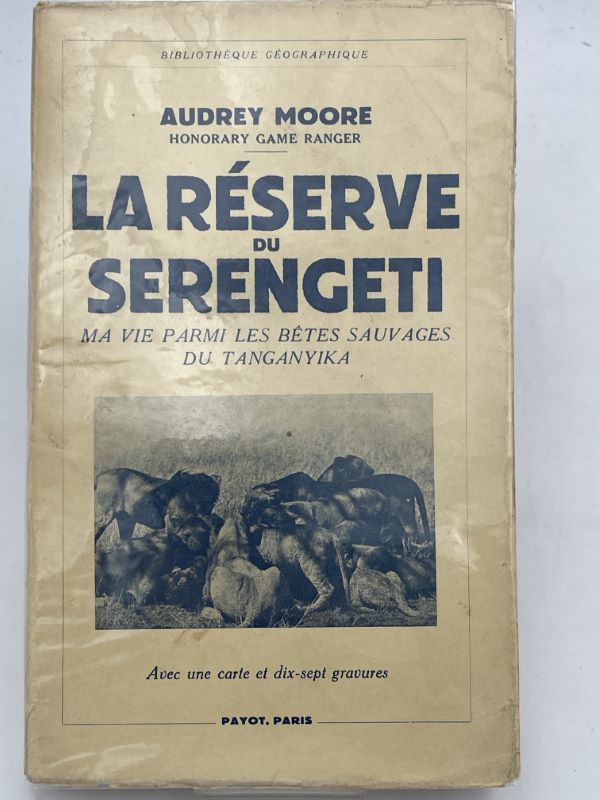 BIBLIOTHÈQUE GÉOGRAPHIQUE
AUDREY MOORE
HONORARY GAME RANGER
LA RÉSERVE
DU
SERENGETI
MA VIE PARMI LES BÊTES SAUVAGES
DU TANGANYIKA
Avec une carte et dix-sept gravures
PAYOT, PARIS